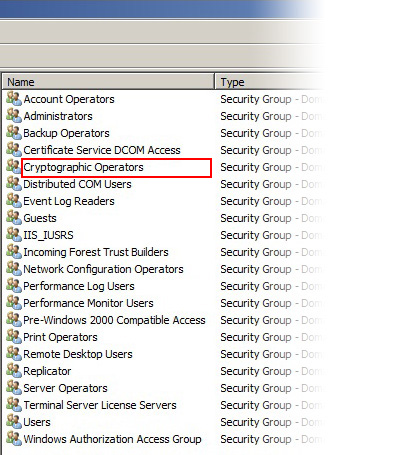 Name Type
Account Operators Security Group - Dom
Administrators Security Group - Dom
Backup Operators Security Group - Dom
Certificate Service DCOM Access Security Group - Dom
Cryptographic Operators Security Group - Dom
Distributed COM Users Security Group - Dom
Event Log Readers Security Group - Dom
Guests Security Group - Dom
IIS_IUSRS Security Group - Dom
Incoming Forest Trust Builders Security Group - Dom
Network Configuration Operators Security Group - Dom
Performance Log Users Security Group - Dom
Performance Monitor Users Security Group - Dom
Pre-Windows 2000 Compatible Access Security Group - Dom
Print Operators Security Group - Dom
Remote Desktop Users Security Group - Dom
Replicator Security Group - Dom
Server Operators Security Group - Dom
Terminal Server License Servers Security Group - Dom
Users Security Group - Dom
Windows Authorization Access Group Security Group - Dom